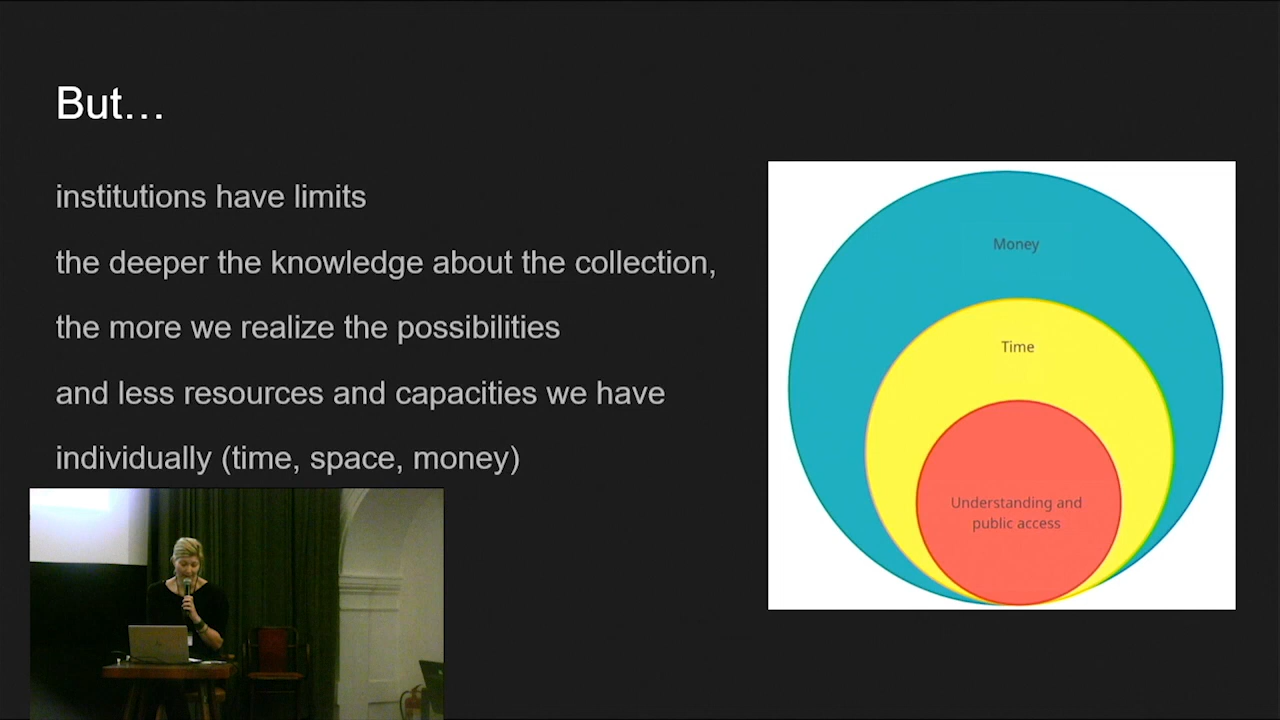 But…
institutions have limits
the deeper the knowledge about the collection,
the more we realize the possibilities
and less resources and capacities we have
individually (time, space, money)
Money
Time
Understanding and
public access